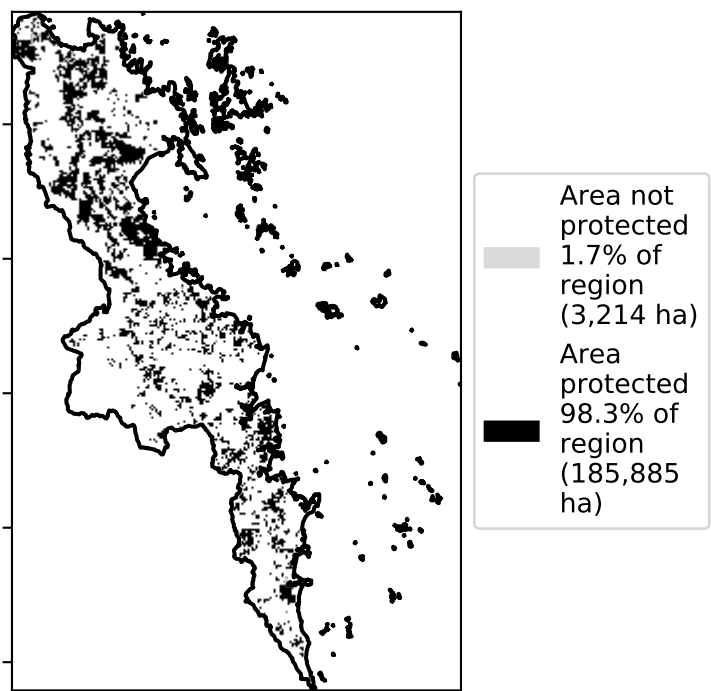 Area not
protected
1.7% of
region
(3,214 ha)
Area
protected
98.3% of
region
(185,885
ha)